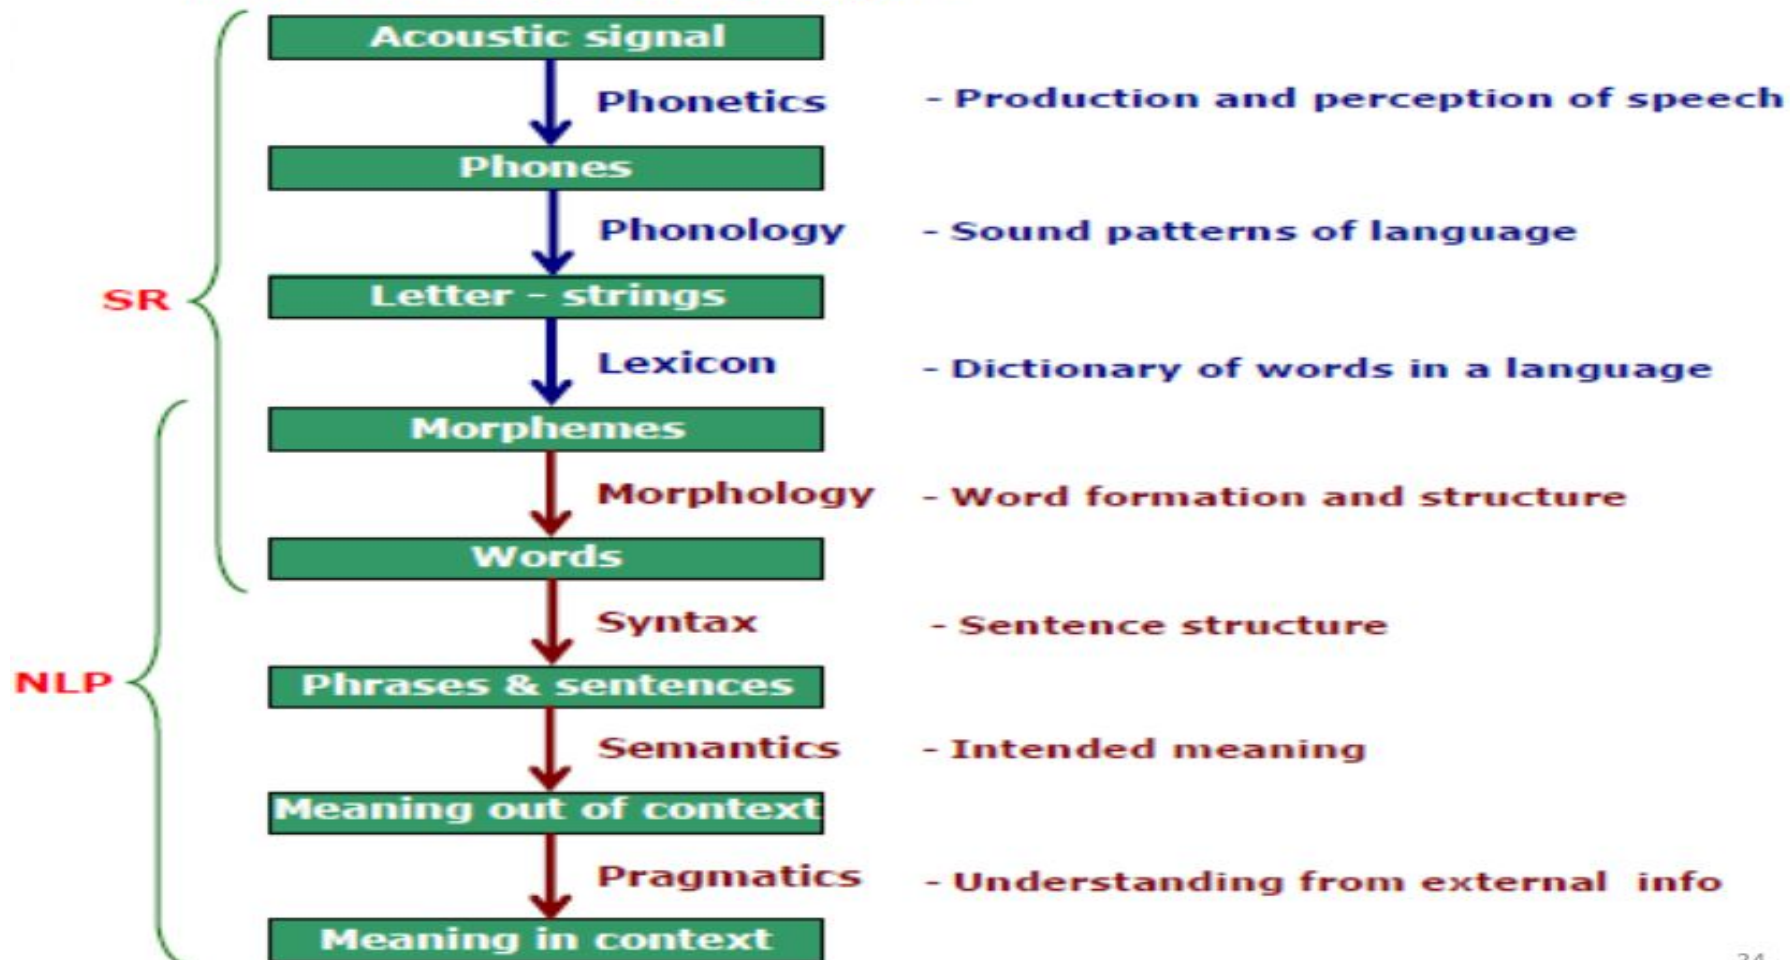 Acoustic signal
Phonetics - Production and perception of speech
Phones
Phonology - Sound patterns of language
SR
Letter - strings
Lexicon - Dictionary of words in a language
Morphemes
Morphology - Word formation and structure
Words
Syntax - Sentence structure
NLP
Phrases & sentences
Semantics - Intended meaning
Meaning out of context
Pragmatics - Understanding from external info
Meaning in context